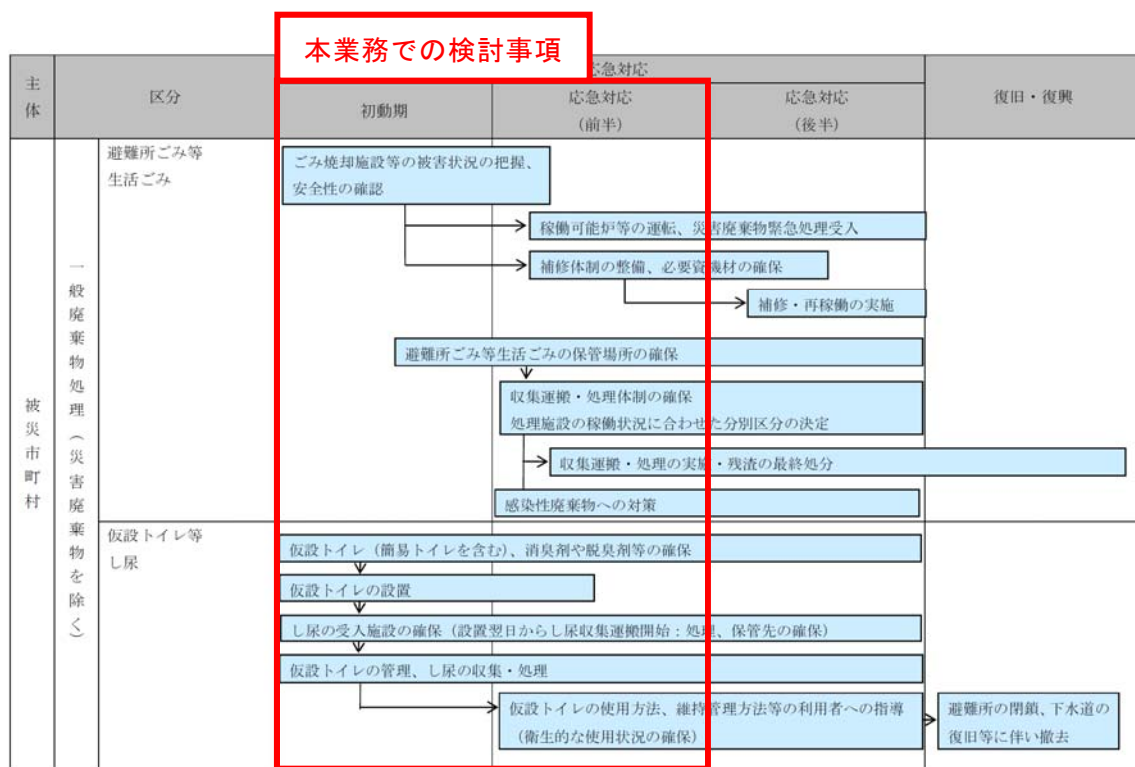 本業務での検討事項
主体
区分
応急対応
初動期
応急対応
(前半)
応急対応
(後半)
復旧・復興
被災市町村
一般廃棄物処理(災害廃棄物を除く)
避難所ごみ等
生活ごみ
ごみ焼却施設等の被害状況の把握、
安全性の確認
稼働可能炉等の運転、災害廃棄物緊急処理受入
補修体制の整備、必要資機材の確保
補修・再稼働の実施
避難所ごみ等生活ごみの保管場所の確保
収集運搬・処理体制の確保
処理施設の稼働状況に合わせた分別区分の決定
収集運搬・処理の実施・残渣の最終処分
感染性廃棄物への対策
仮設トイレ等
し尿
仮設トイレ(簡易トイレを含む)、消臭剤や脱臭剤等の確保
仮設トイレの設置
し尿の受入施設の確保(設置翌日からし尿収集運搬開始:処理、保管先の確保)
仮設トイレの管理、し尿の収集・処理
仮設トイレの使用方法、維持管理方法等の利用者への指導
(衛生的な使用状況の確保)
避難所の閉鎖、下水道の
復旧等に伴い撤去